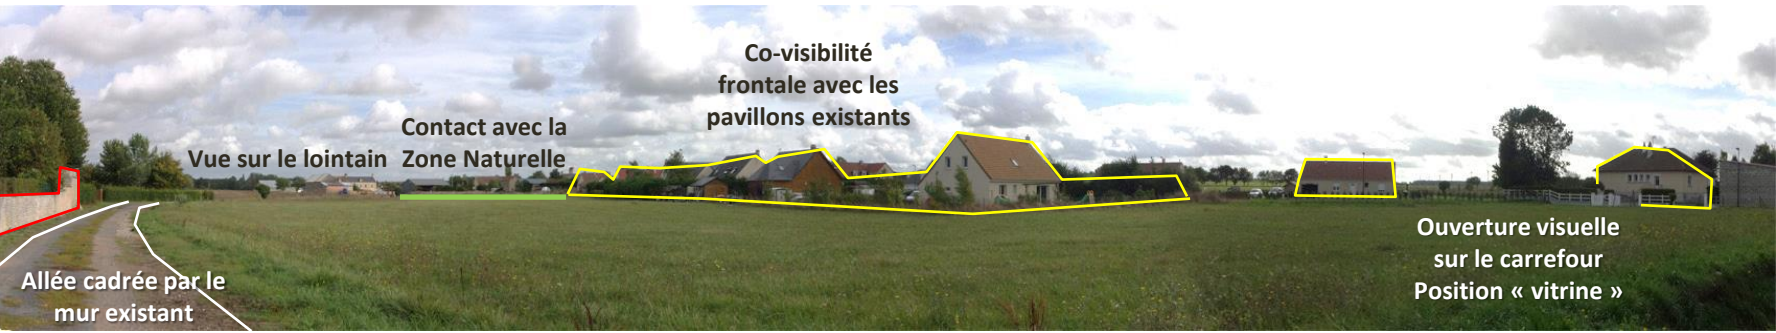 Co-visibilité
frontale avec les
pavillons existants
Contact avec la
Zone Naturelle
Vue sur le lointain
Ouverture visuelle
sur le carrefour
Position « vitrine »
Allée cadrée par le
mur existant